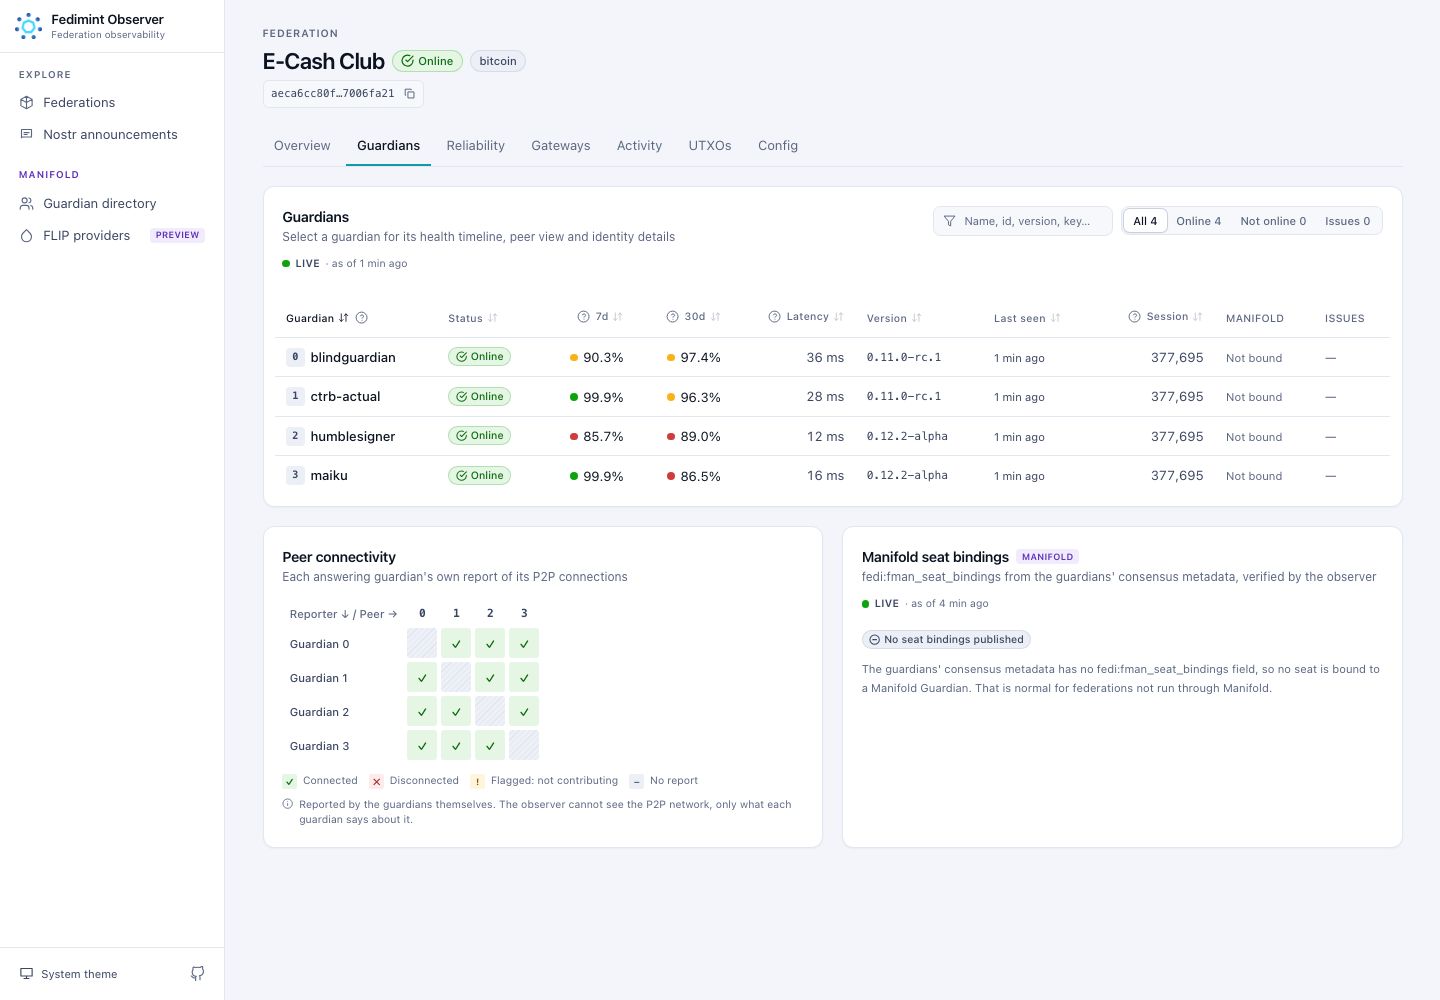 Fedimint Observer
Federation observability
EXPLORE
Federations
Nostr announcements
MANIFOLD
Guardian directory
FLIP providers PREVIEW
System theme
FEDERATION
E-Cash Club Online bitcoin
aeca6cc80f…7006fa21
Overview Guardians Reliability Gateways Activity UTXOs Config
Guardians
Select a guardian for its health timeline, peer view and identity details
LIVE · as of 1 min ago
Name, id, version, key… All 4 Online 4 Not online 0 Issues 0
Guardian ↓↑ ? Status ↓↑ ? 7d ↓↑ ? 30d ↓↑ ? Latency ↓↑ Version ↓↑ Last seen ↓↑ ? Session ↓↑ MANIFOLD ISSUES
0 blindguardian Online 90.3% 97.4% 36 ms 0.11.0-rc.1 1 min ago 377,695 Not bound —
1 ctrb-actual Online 99.9% 96.3% 28 ms 0.11.0-rc.1 1 min ago 377,695 Not bound —
2 humblesigner Online 85.7% 89.0% 12 ms 0.12.2-alpha 1 min ago 377,695 Not bound —
3 maiku Online 99.9% 86.5% 16 ms 0.12.2-alpha 1 min ago 377,695 Not bound —
Peer connectivity
Each answering guardian's own report of its P2P connections
Reporter ↓ / Peer → 0 1 2 3
Guardian 0 ✓ ✓ ✓
Guardian 1 ✓ ✓ ✓
Guardian 2 ✓ ✓ ✓
Guardian 3 ✓ ✓ ✓
✓ Connected ✕ Disconnected ! Flagged: not contributing – No report
Reported by the guardians themselves. The observer cannot see the P2P network, only what each
guardian says about it.
Manifold seat bindings MANIFOLD
fedi:fman_seat_bindings from the guardians' consensus metadata, verified by the observer
LIVE · as of 4 min ago
No seat bindings published
The guardians' consensus metadata has no fedi:fman_seat_bindings field, so no seat is bound to
a Manifold Guardian. That is normal for federations not run through Manifold.